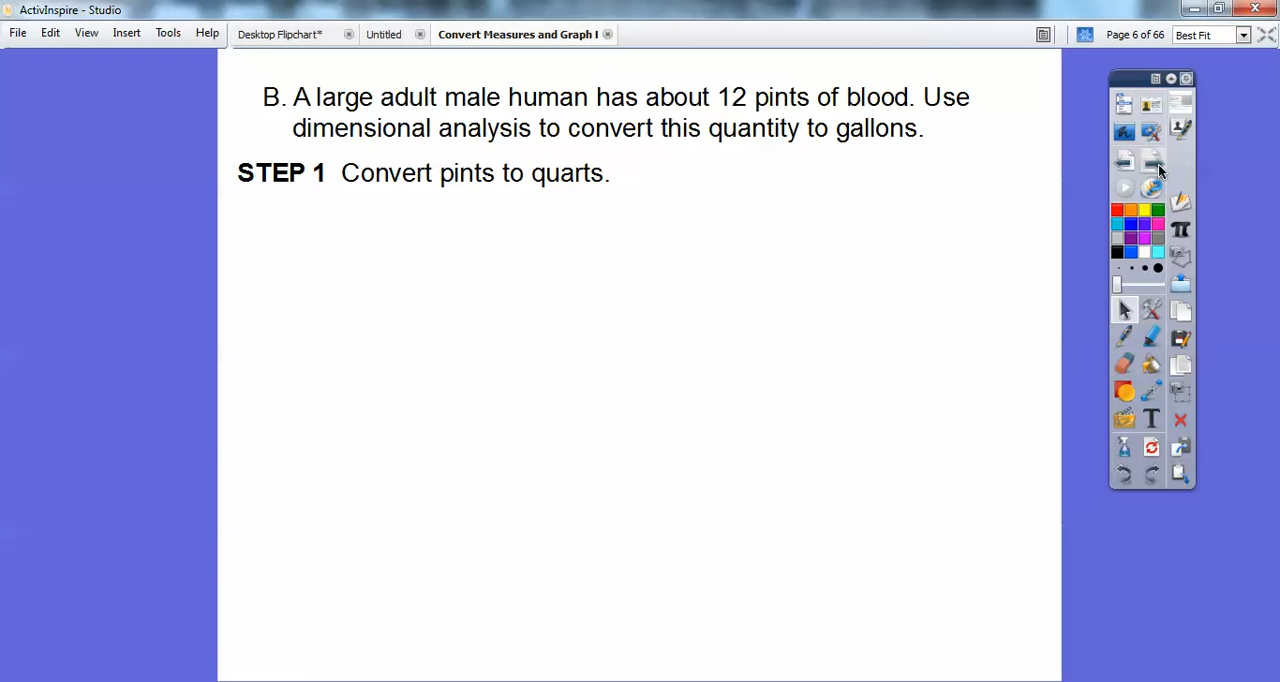 ActivInspire - Studio
File Edit View Insert Tools Help Desktop Flipchart* Untitled Convert Measures and Graph I Page 6 of 66 Best Fit
B. A large adult male human has about 12 pints of blood. Use
dimensional analysis to convert this quantity to gallons.
STEP 1 Convert pints to quarts.